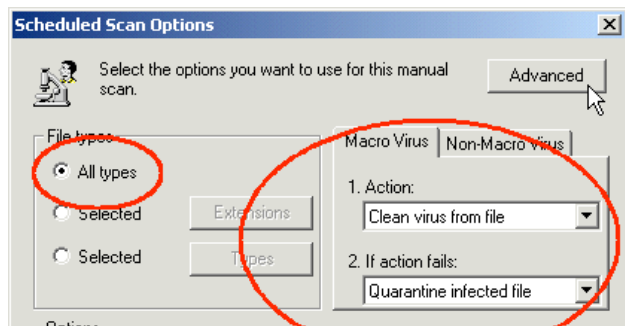 Scheduled Scan Options
Select the options you want to use for this manual
scan.
Advanced
File types
All types
Selected
Extensions
Selected
Types
Macro Virus
Non-Macro Virus
1. Action:
Clean virus from file
2. If action fails:
Quarantine infected file